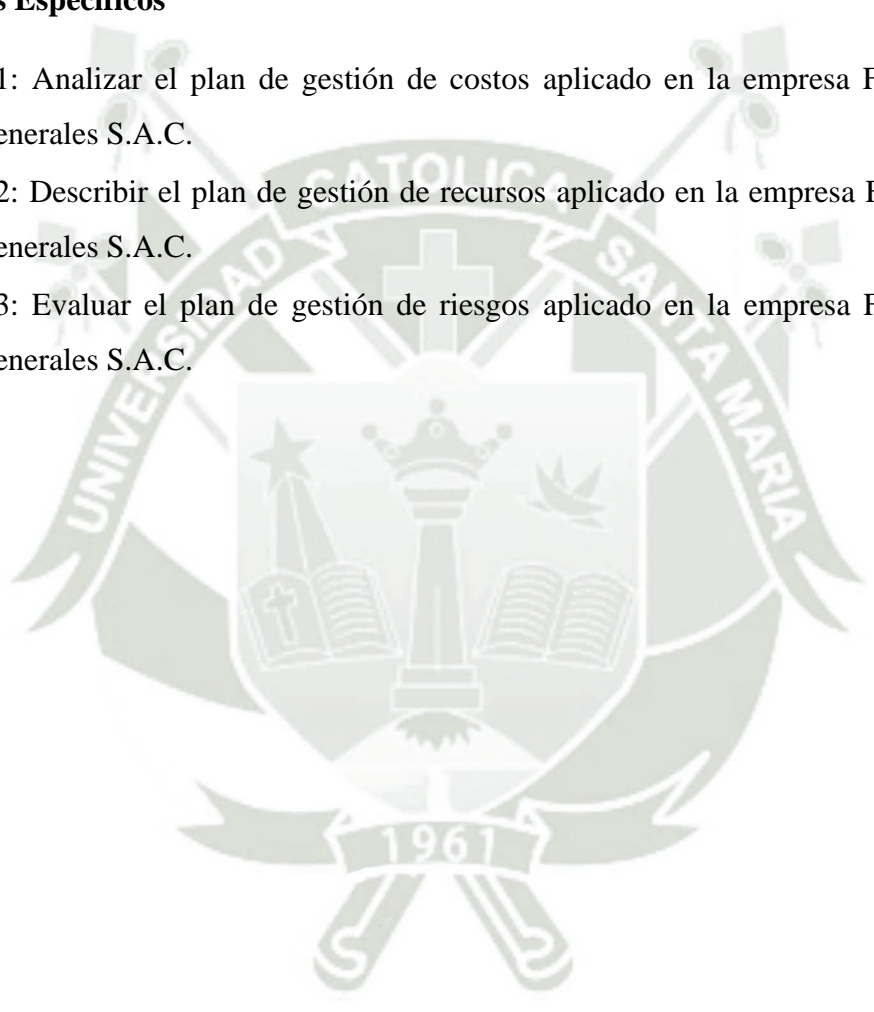 s Específicos
1: Analizar el plan de gestión de costos aplicado en la empresa F
enerales S.A.C.
2: Describir el plan de gestión de recursos aplicado en la empresa
enerales S.A.C.
3: Evaluar el plan de gestión de riesgos aplicado en la empresa F
enerales S.A.C.
UNIVERSIDAD CATOLICA SANTA MARIA
1961